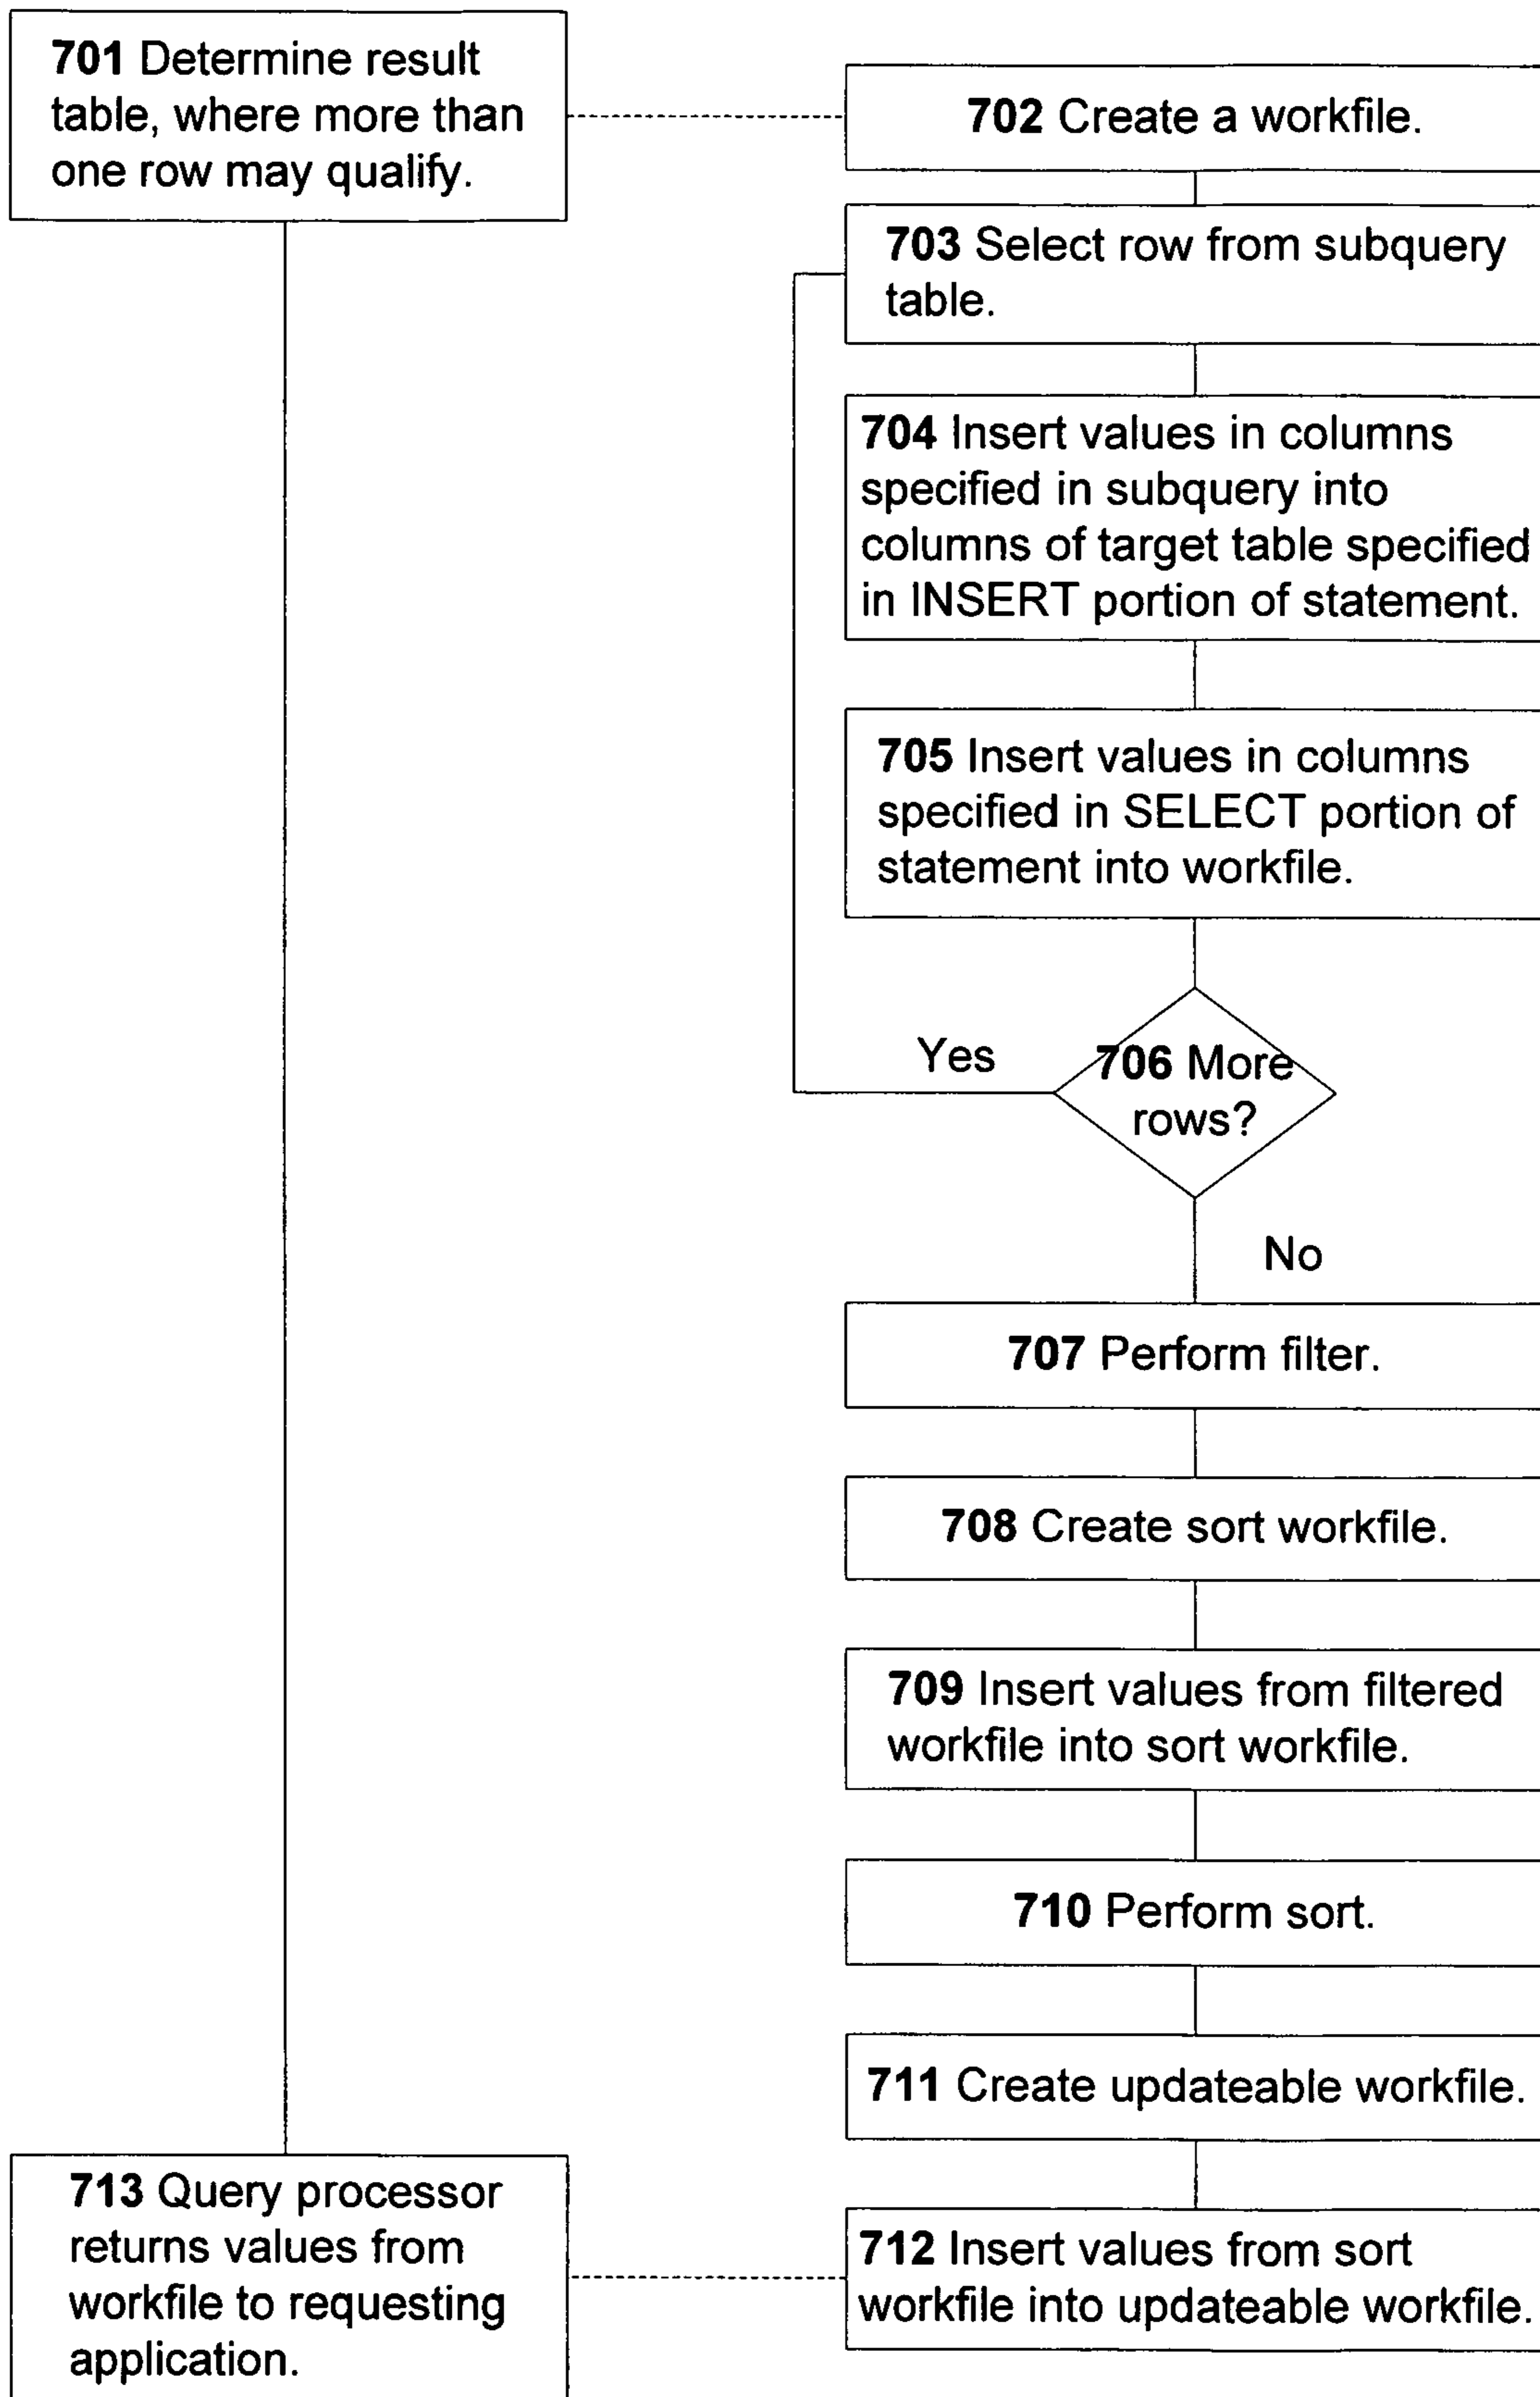 701 Determine result
table, where more than
one row may qualify.
702 Create a workfile.
703 Select row from subquery
table.
704 Insert values in columns
specified in subquery into
columns of target table specified
in INSERT portion of statement.
705 Insert values in columns
specified in SELECT portion of
statement into workfile.
Yes
706 More
rows?
No
707 Perform filter.
708 Create sort workfile.
709 Insert values from filtered
workfile into sort workfile.
710 Perform sort.
711 Create updateable workfile.
712 Insert values from sort
workfile into updateable workfile.
713 Query processor
returns values from
workfile to requesting
application.